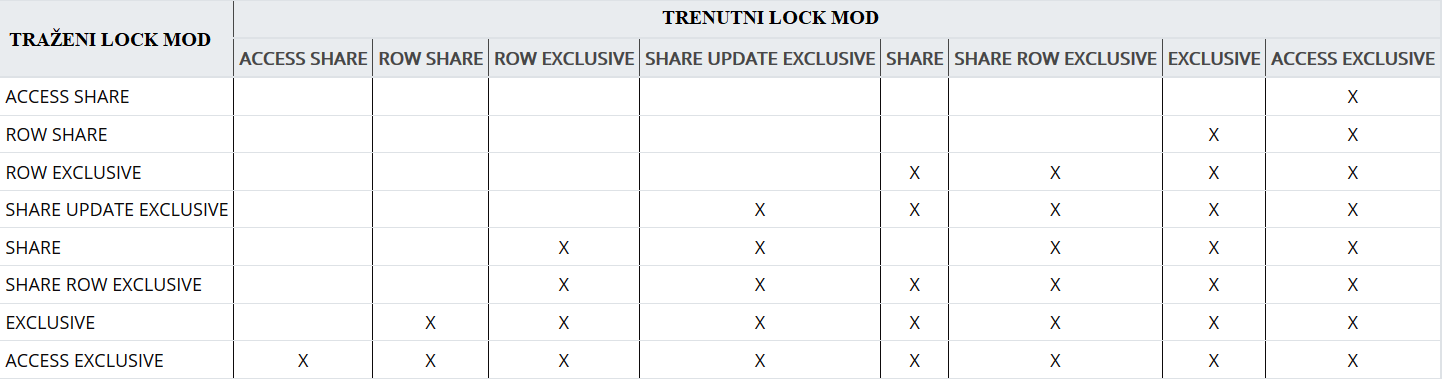 TRAŽENI LOCK MOD TRENUTNI LOCK MOD
ACCESS SHARE ROW SHARE ROW EXCLUSIVE SHARE UPDATE EXCLUSIVE SHARE SHARE ROW EXCLUSIVE EXCLUSIVE ACCESS EXCLUSIVE
ACCESS SHARE X
ROW SHARE X X
ROW EXCLUSIVE X X X X
SHARE UPDATE EXCLUSIVE X X X X X
SHARE X X X X X
SHARE ROW EXCLUSIVE X X X X X X
EXCLUSIVE X X X X X X X
ACCESS EXCLUSIVE X X X X X X X X